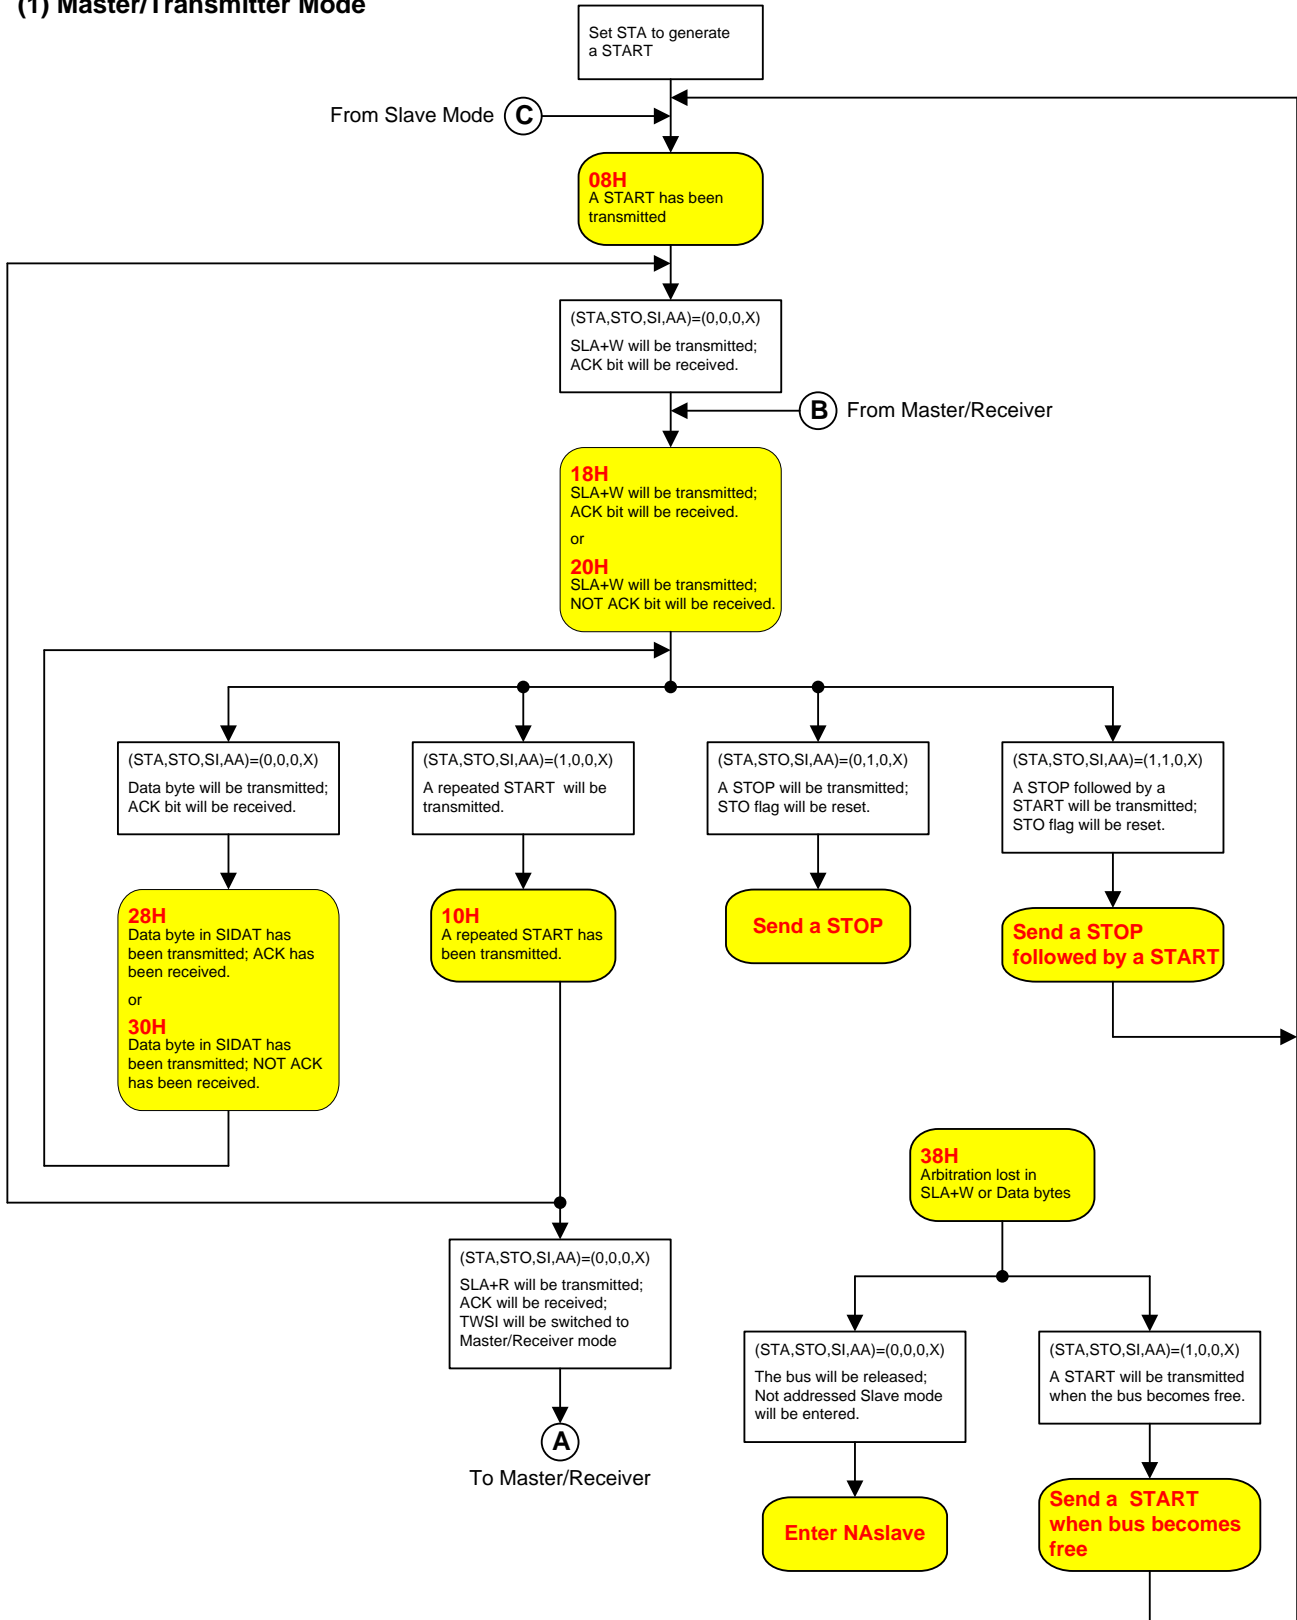 (1) Master/Transmitter Mode
Set STA to generate
a START
From Slave Mode
C
08H
A START has been
transmitted
(STA,STO,SI,AA)=(0,0,0,X)
SLA+W will be transmitted;
ACK bit will be received.
B
From Master/Receiver
18H
SLA+W will be transmitted;
ACK bit will be received.
or
20H
SLA+W will be transmitted;
NOT ACK bit will be received.
(STA,STO,SI,AA)=(0,0,0,X)
Data byte will be transmitted;
ACK bit will be received.
(STA,STO,SI,AA)=(1,0,0,X)
A repeated START will be
transmitted.
(STA,STO,SI,AA)=(0,1,0,X)
A STOP will be transmitted;
STO flag will be reset.
(STA,STO,SI,AA)=(1,1,0,X)
A STOP followed by a
START will be transmitted;
STO flag will be reset.
28H
Data byte in SIDAT has
been transmitted; ACK has
been received.
or
30H
Data byte in SIDAT has
been transmitted; NOT ACK
has been received.
10H
A repeated START has
been transmitted.
Send a STOP
Send a STOP
followed by a START
38H
Arbitration lost in
SLA+W or Data bytes
(STA,STO,SI,AA)=(0,0,0,X)
SLA+R will be transmitted;
ACK will be received;
TWSI will be switched to
Master/Receiver mode
(STA,STO,SI,AA)=(0,0,0,X)
The bus will be released;
Not addressed Slave mode
will be entered.
(STA,STO,SI,AA)=(1,0,0,X)
A START will be transmitted
when the bus becomes free.
A
To Master/Receiver
Enter NAslave
Send a START
when bus becomes
free